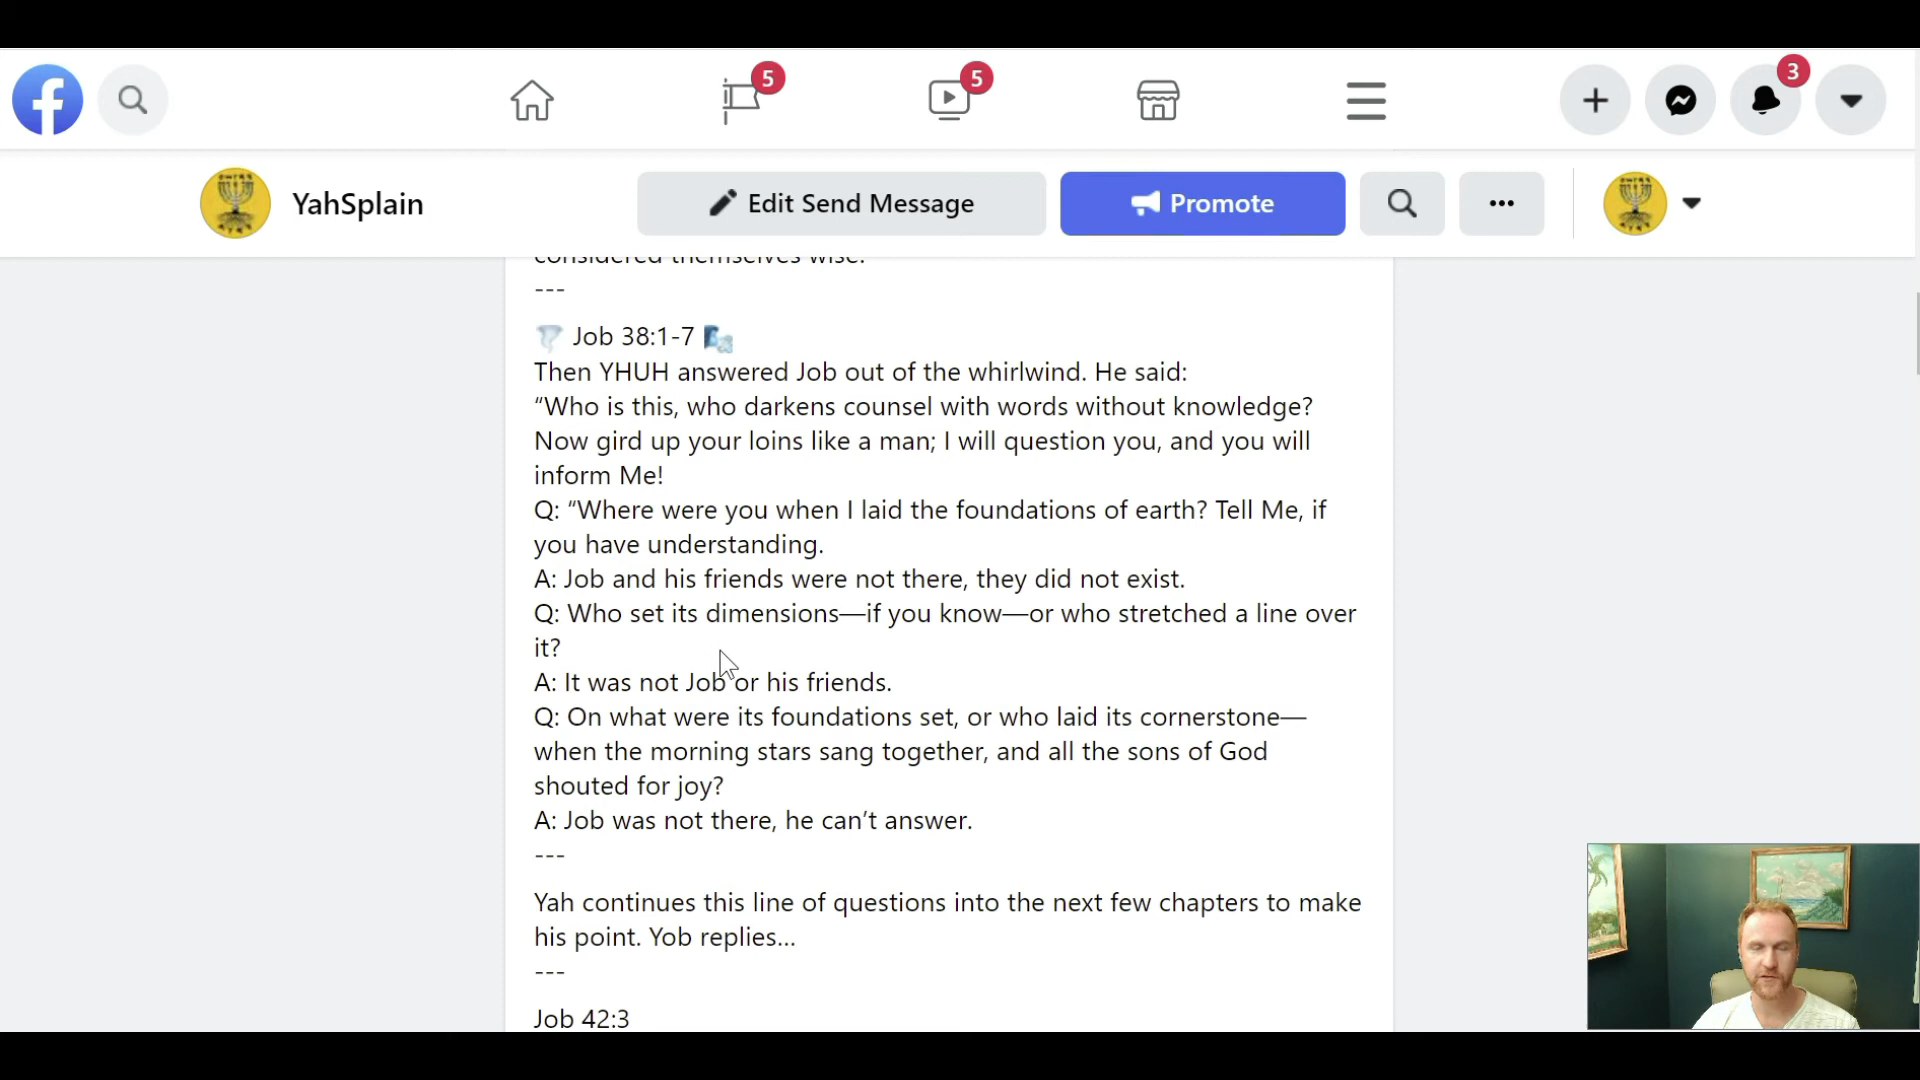 5
5
3
YahSplain
Edit Send Message
Promote
considered themselves wise.
---
Job 38:1-7
Then YHUH answered Job out of the whirlwind. He said:
“Who is this, who darkens counsel with words without knowledge?
Now gird up your loins like a man; I will question you, and you will
inform Me!
Q: “Where were you when I laid the foundations of earth? Tell Me, if
you have understanding.
A: Job and his friends were not there, they did not exist.
Q: Who set its dimensions—if you know—or who stretched a line over
it?
A: It was not Job or his friends.
Q: On what were its foundations set, or who laid its cornerstone—
when the morning stars sang together, and all the sons of God
shouted for joy?
A: Job was not there, he can’t answer.
---
Yah continues this line of questions into the next few chapters to make
his point. Yob replies...
---
Job 42:3